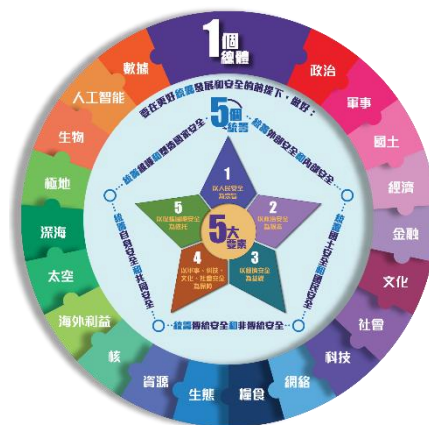 1個
總體
政治
軍事
國土
經濟
金融
文化
社會
科技
網絡
糧食
生態
資源
核
海外利益
太空
深海
極地
生物
人工智能
數據
要在更好統籌發展和安全的前提下，做好：
5個
統籌
統籌外部安全和內部安全
統籌國土安全和國民安全
統籌傳統安全和非傳統安全
統籌自身安全和共同安全
統籌維護和塑造國家安全
5大
要素
1
以人民安全
為宗旨
2
以政治安全
為根本
3
以經濟安全
為基礎
4
以軍事、科技、
文化、社會安全
為保障
5
以促進國際安全
為依托